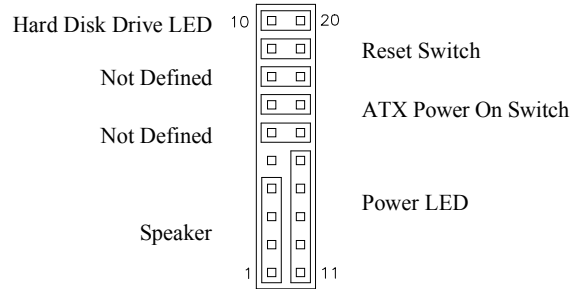 Hard Disk Drive LED 10 20
Reset Switch
Not Defined
ATX Power On Switch
Not Defined
Power LED
Speaker
1 11